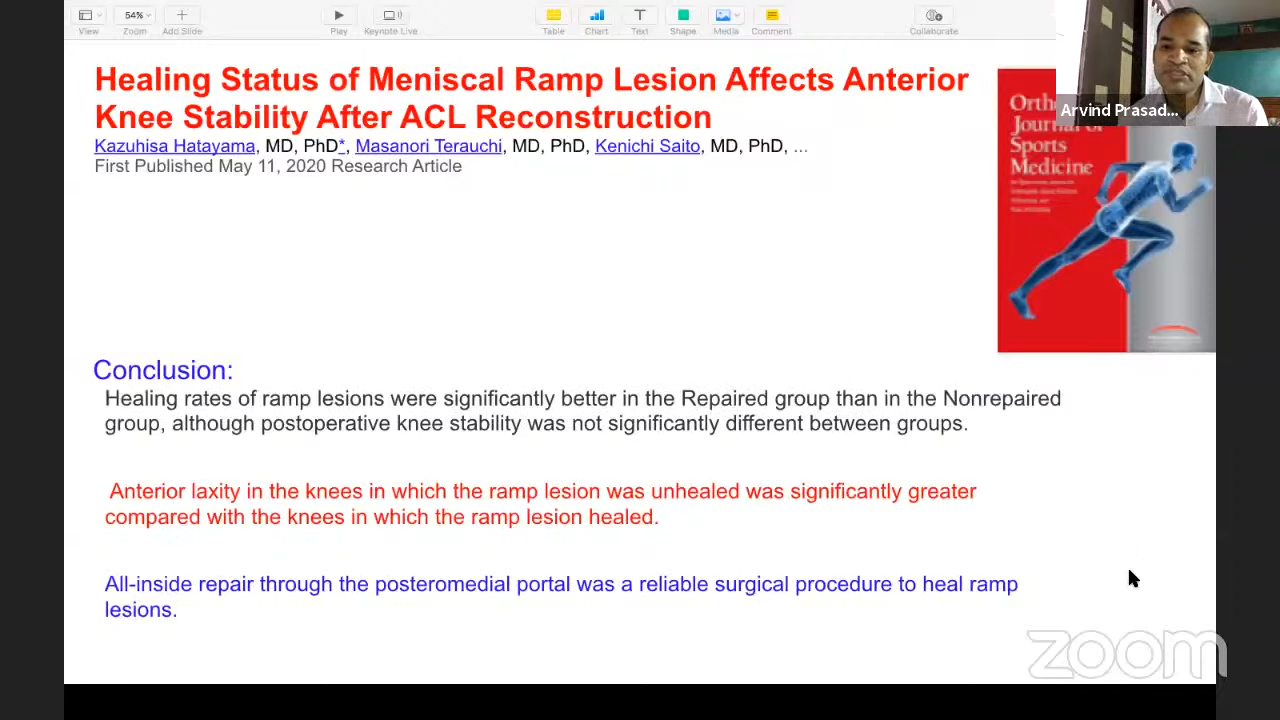 54%
View Zoom Add Slide Play Keynote Live Table Chart Text Shape Media Comment Collaborate
Healing Status of Meniscal Ramp Lesion Affects Anterior
Knee Stability After ACL Reconstruction
Kazuhisa Hatayama, MD, PhD*, Masanori Terauchi, MD, PhD, Kenichi Saito, MD, PhD, ...
First Published May 11, 2020 Research Article
Arvind Prasad...
Orth
Journal of
Sports
Medicine
Conclusion:
Healing rates of ramp lesions were significantly better in the Repaired group than in the Nonrepaired
group, although postoperative knee stability was not significantly different between groups.
Anterior laxity in the knees in which the ramp lesion was unhealed was significantly greater
compared with the knees in which the ramp lesion healed.
All-inside repair through the posteromedial portal was a reliable surgical procedure to heal ramp
lesions.
zoom